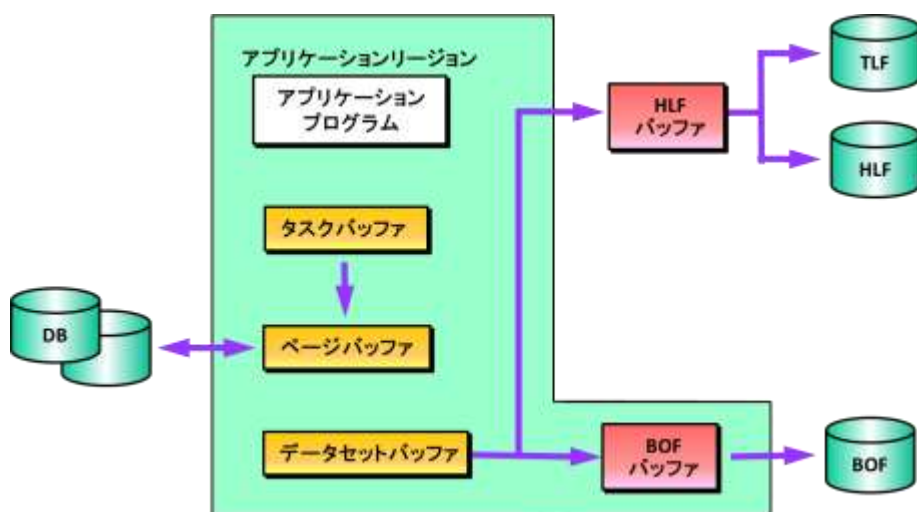 アプリケーションリージョン
アプリケーション
プログラム
HLF
バッファ
TLF
HLF
タスクバッファ
DB
ページバッファ
データセットバッファ
BOF
バッファ
BOF